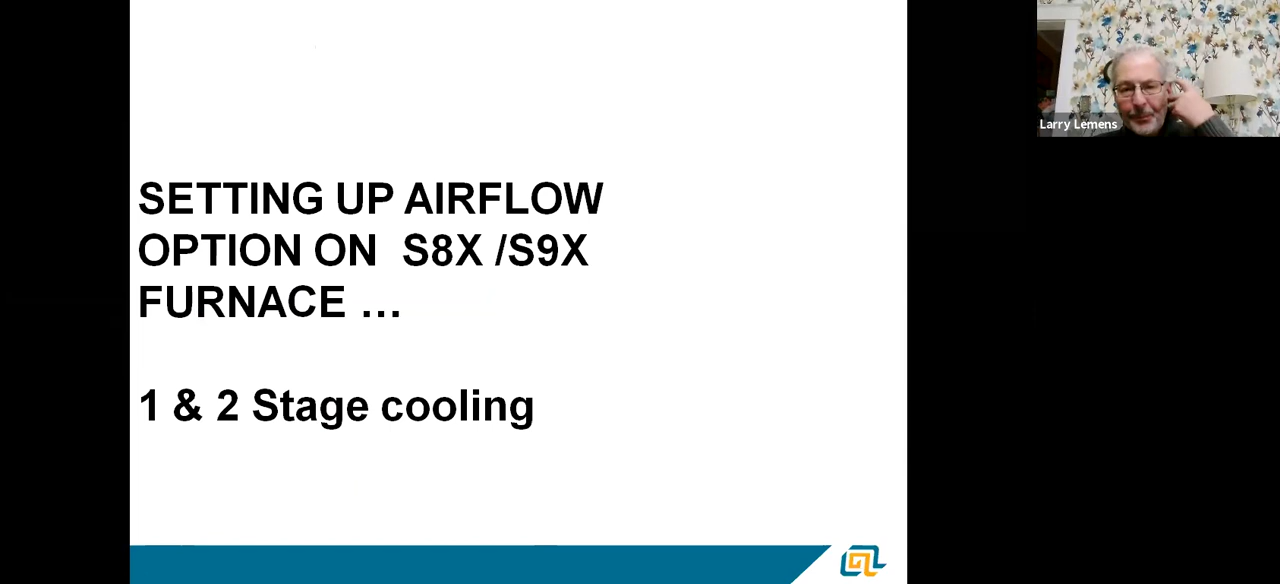 SETTING UP AIRFLOW
OPTION ON S8X /S9X
FURNACE …
1 & 2 Stage cooling
Larry Lemens